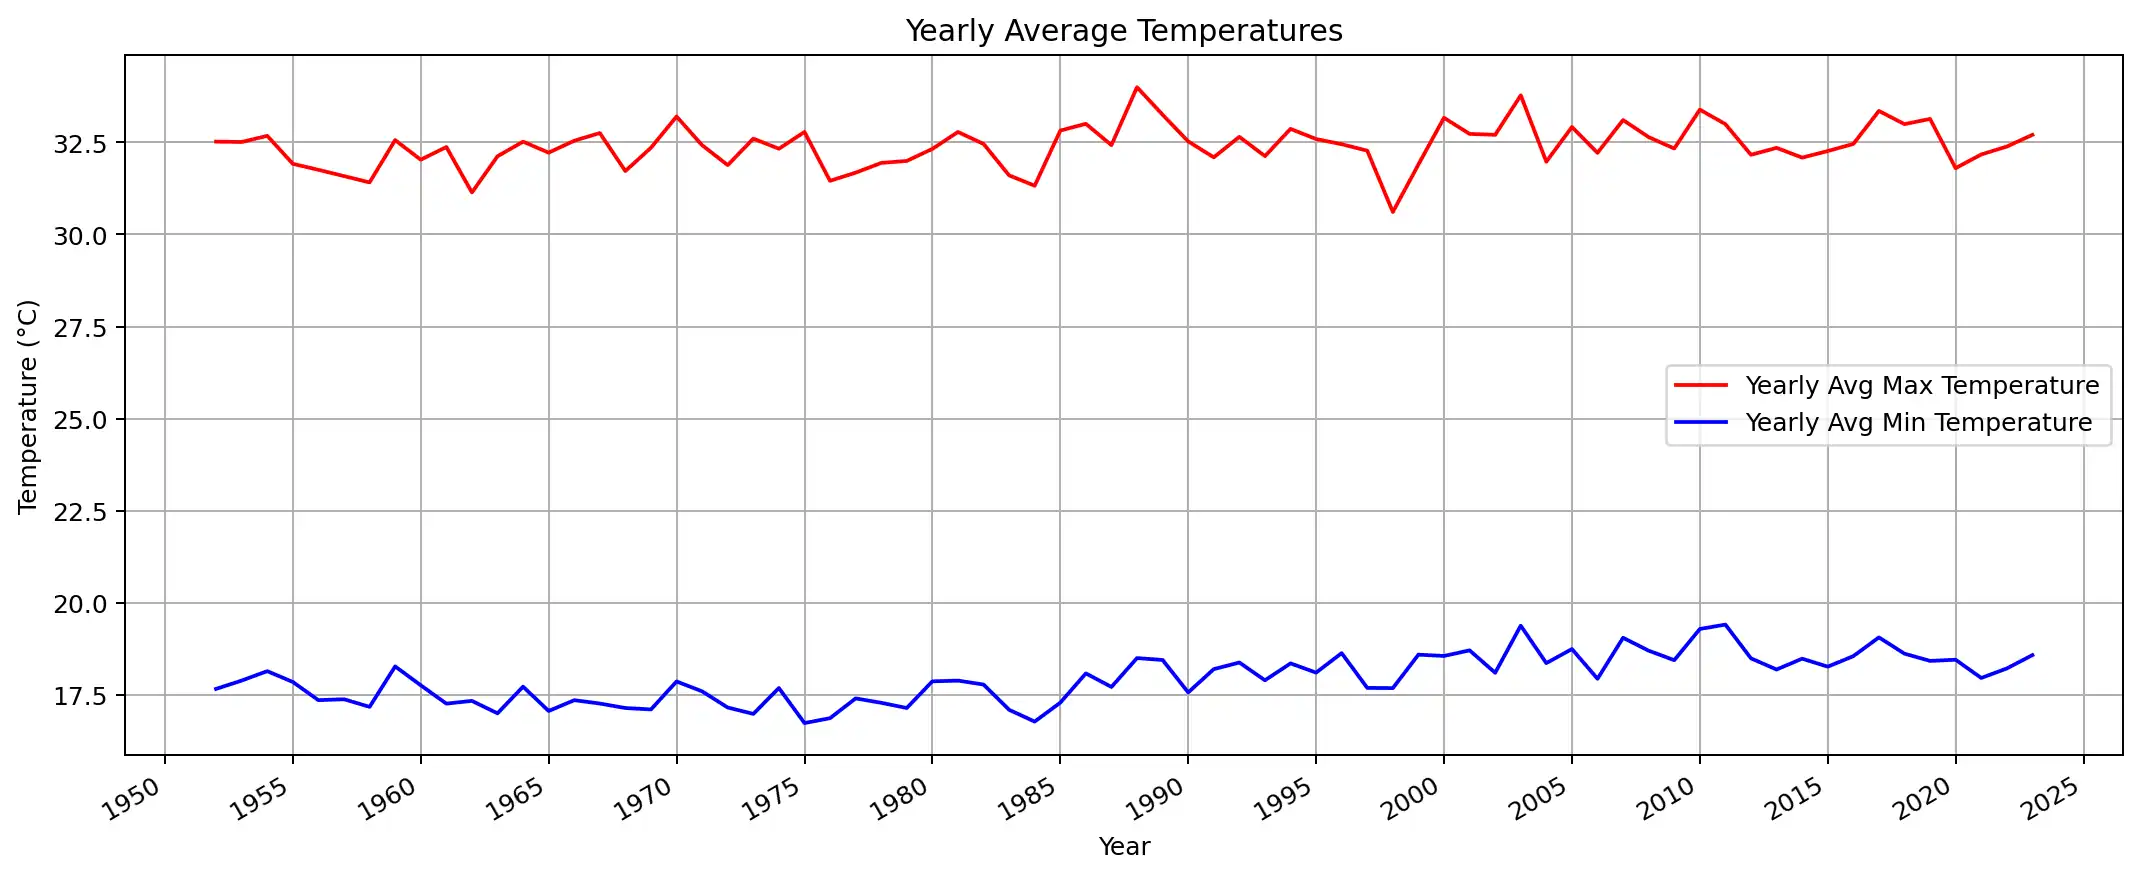 Yearly Average Temperatures
Temperature (°C)
32.5
30.0
27.5
25.0
22.5
20.0
17.5
Yearly Avg Max Temperature
Yearly Avg Min Temperature
1950 1955 1960 1965 1970 1975 1980 1985 1990 1995 2000 2005 2010 2015 2020 2025
Year